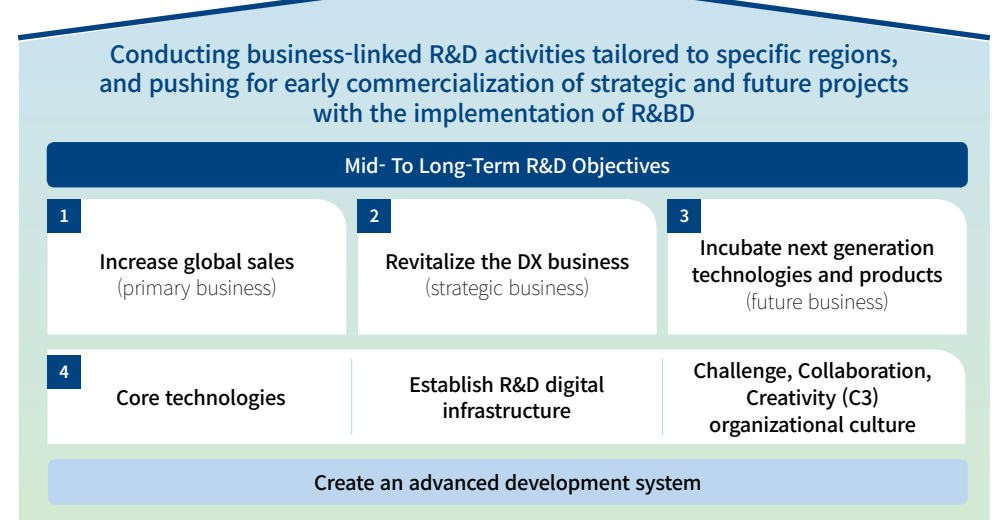 Conducting business-linked R&D activities tailored to specific regions,
and pushing for early commercialization of strategic and future projects
with the implementation of R&BD
Mid- To Long-Term R&D Objectives
1
Increase global sales
(primary business)
2
Revitalize the DX business
(strategic business)
3
Incubate next generation
technologies and products
(future business)
4
Core technologies
Establish R&D digital
infrastructure
Challenge, Collaboration,
Creativity (C3)
organizational culture
Create an advanced development system